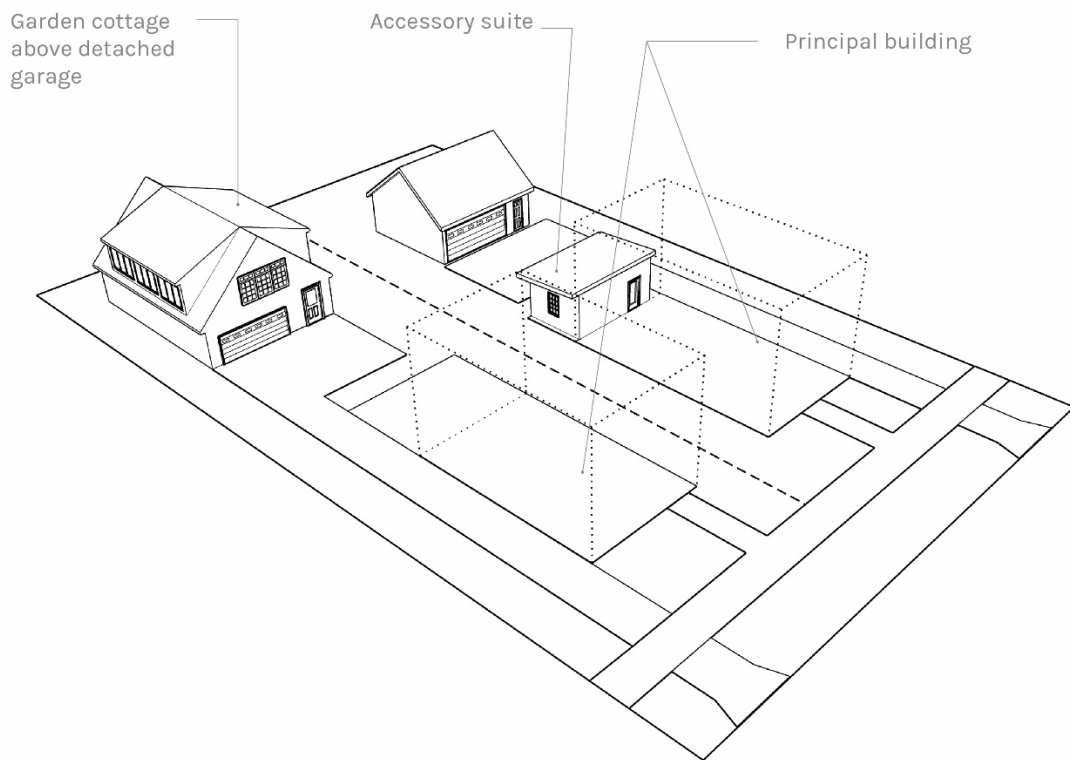 Garden cottage
above detached
garage
Accessory suite
Principal building